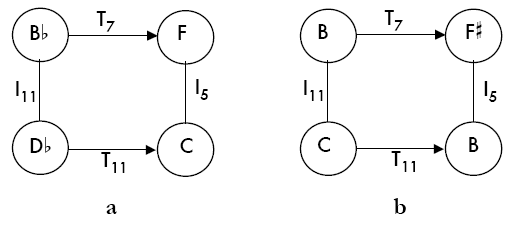 B♭ T₇ F B T₇ F♯
I₁₁ I₅ I₁₁ I₅
D♭ T₁₁ C C T₁₁ B
a b